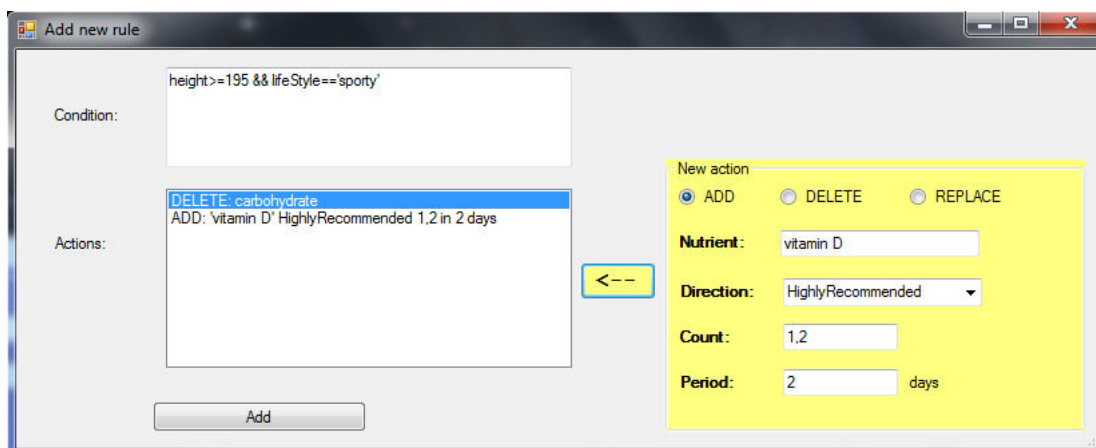 Add new rule
Condition:
height>=195 && lifeStyle=='sporty'
Actions:
DELETE: carbohydrate
ADD: 'vitamin D' HighlyRecommended 1,2 in 2 days
<--
New action
ADD DELETE REPLACE
Nutrient: vitamin D
Direction: HighlyRecommended
Count: 1,2
Period: 2 days
Add